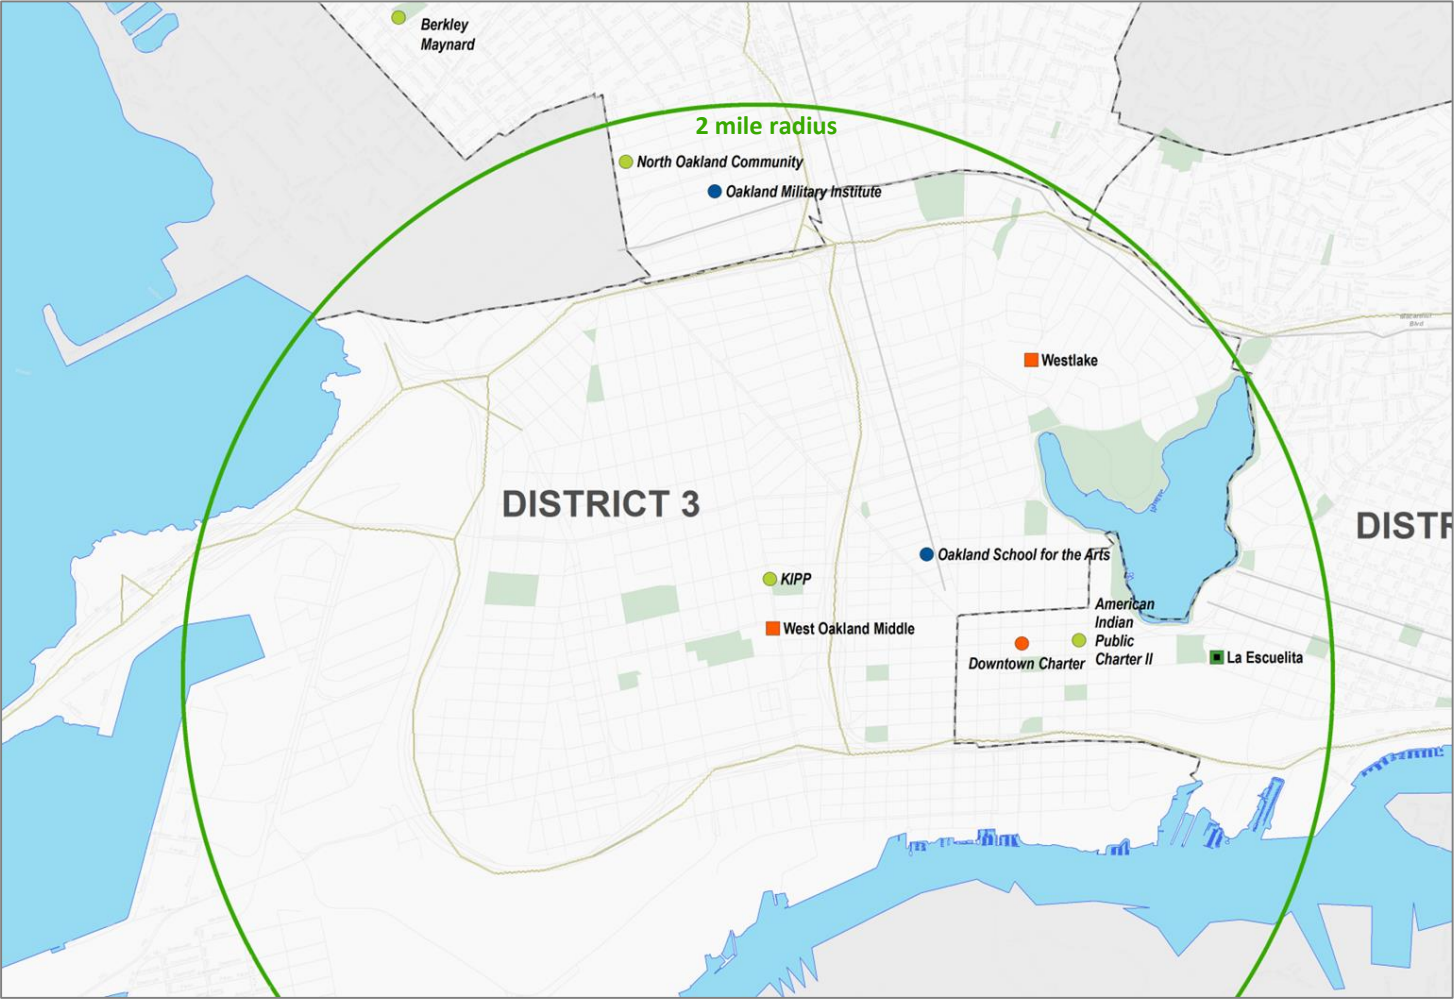 Berkley
Maynard
2 mile radius
North Oakland Community
Oakland Military Institute
Blvd
Westlake
DISTRICT 3
DISTR
Oakland School for the Arts
KIPP
American
Indian
Public
Charter II
West Oakland Middle
Downtown Charter
La Escuelita